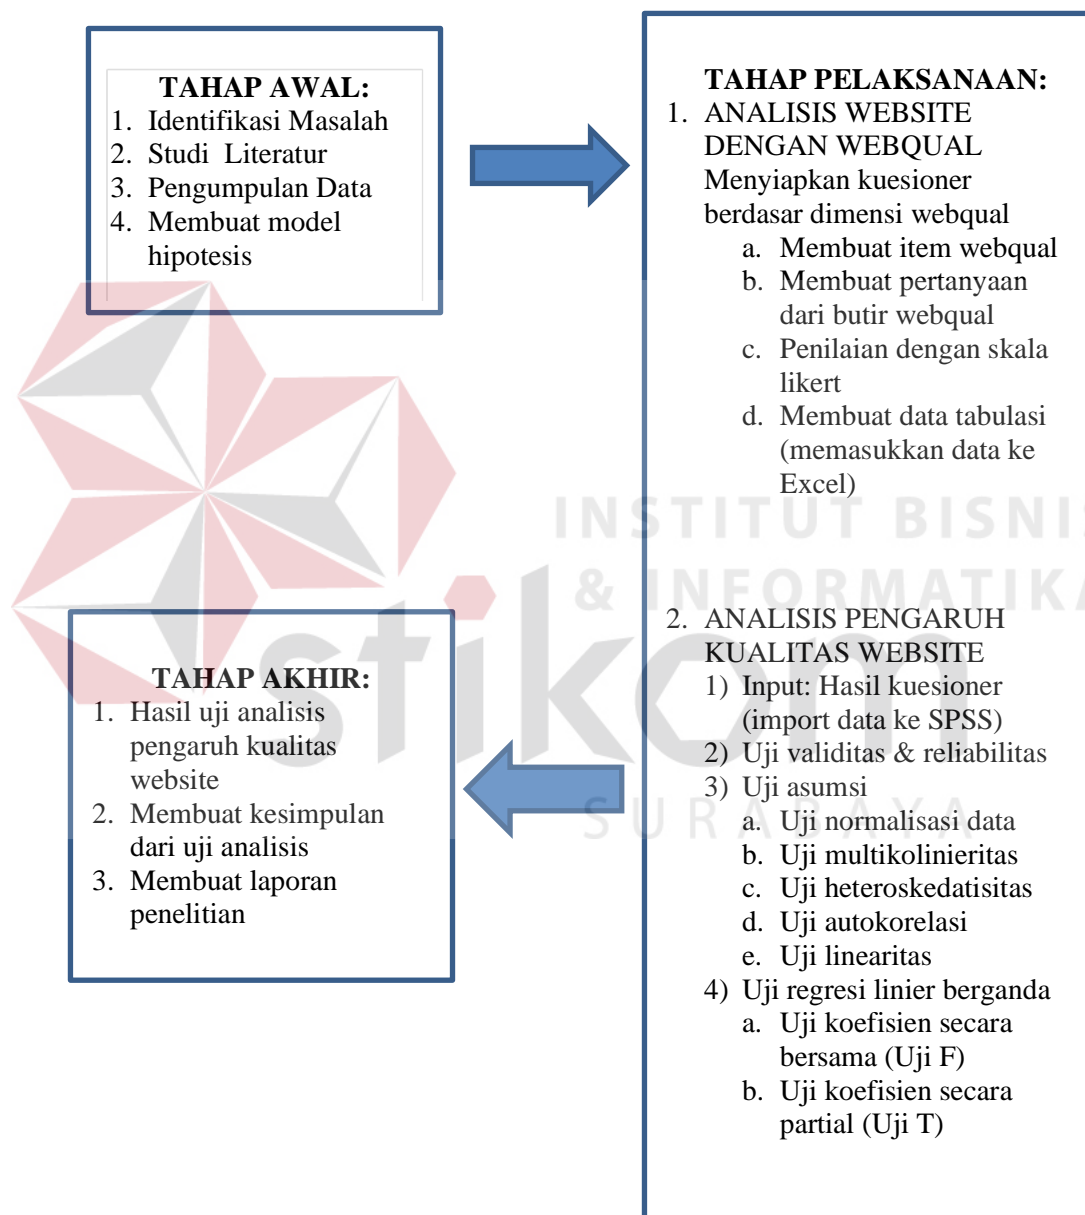 TAHAP AWAL:
1. Identifikasi Masalah
2. Studi Literatur
3. Pengumpulan Data
4. Membuat model
hipotesis
TAHAP PELAKSANAAN:
1. ANALISIS WEBSITE
DENGAN WEBQUAL
Menyiapkan kuesioner
berdasar dimensi webqual
a. Membuat item webqual
b. Membuat pertanyaan
dari butir webqual
c. Penilaian dengan skala
likert
d. Membuat data tabulasi
(memasukkan data ke
Excel)
2. ANALISIS PENGARUH
KUALITAS WEBSITE
1) Input: Hasil kuesioner
(import data ke SPSS)
2) Uji validitas & reliabilitas
3) Uji asumsi
a. Uji normalisasi data
b. Uji multikolinieritas
c. Uji heteroskedatisitas
d. Uji autokorelasi
e. Uji linearitas
4) Uji regresi linier berganda
a. Uji koefisien secara
bersama (Uji F)
b. Uji koefisien secara
partial (Uji T)
TAHAP AKHIR:
1. Hasil uji analisis
pengaruh kualitas
website
2. Membuat kesimpulan
dari uji analisis
3. Membuat laporan
penelitian
INSTITUT BISNIS
& INFORMATIKA
stikom
SURABAYA